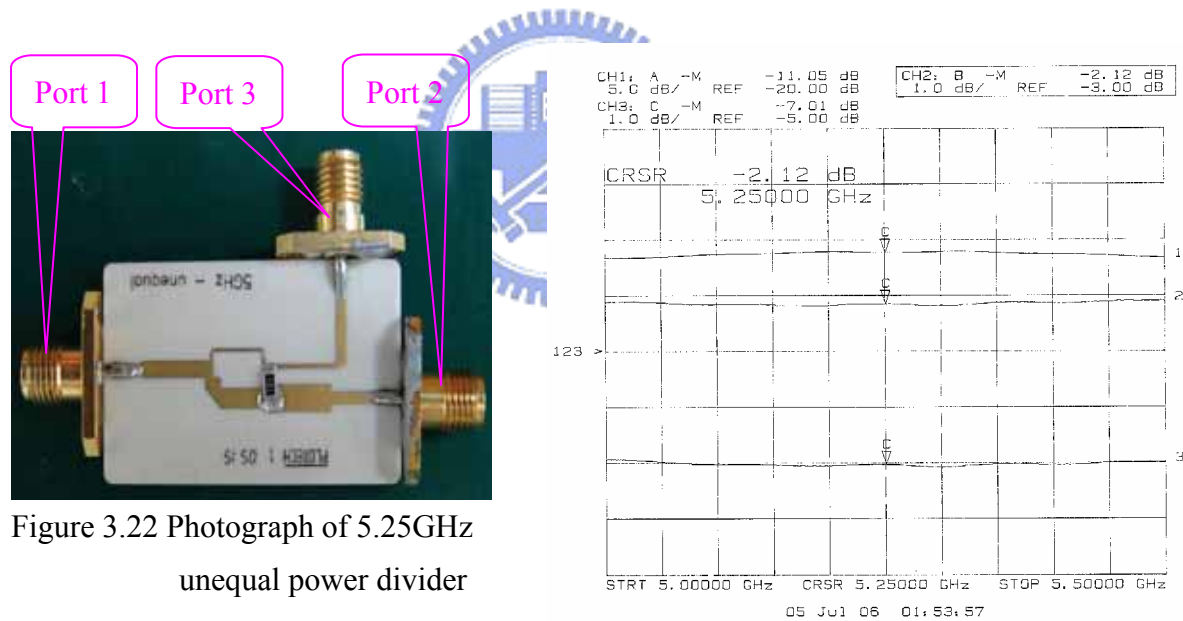 Port 1
Port 3
Port 2
5GHz - unequal
Figure 3.22 Photograph of 5.25GHz
unequal power divider
CH1: A -M -11.05 dB
5.0 dB/ REF -20.00 dB
CH3: C -M -7.01 dB
1.0 dB/ REF -5.00 dB
CH2: B -M -2.12 dB
1.0 dB/ REF -3.00 dB
CRSR -2.12 dB
5.25000 GHz
C
1
C
2
123 >
C
3
STRT 5.00000 GHz CRSR 5.25000 GHz STOP 5.50000 GHz
05 Jul 06 01:53:57